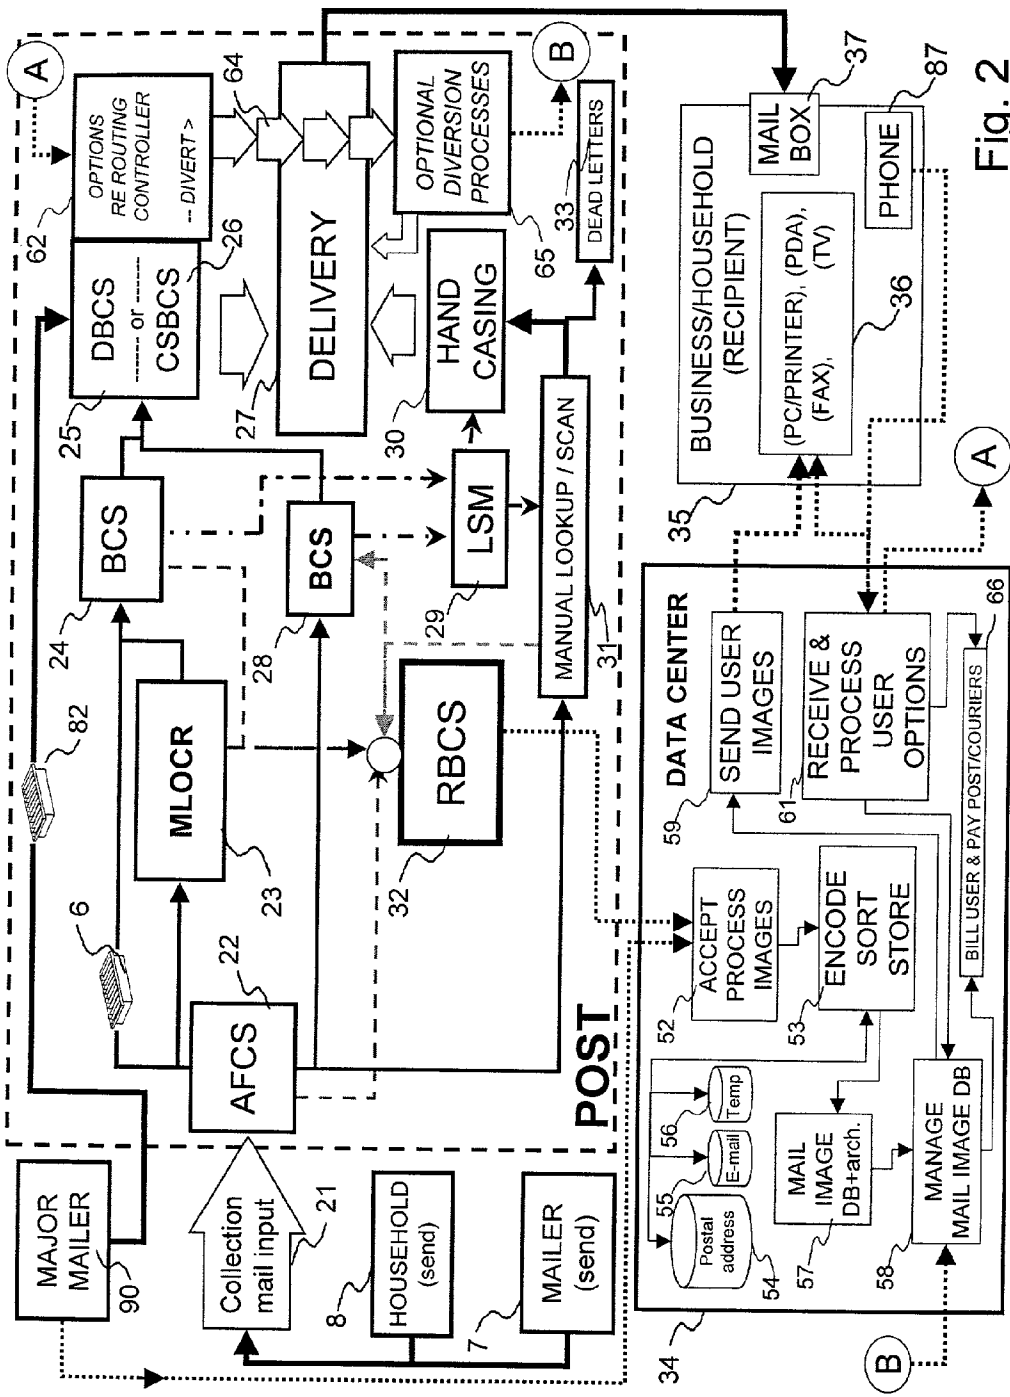 MAJOR
MAILER
90
Collection
mail input
21
8
HOUSEHOLD
(send)
7
MAILER
(send)
POST
6
82
AFCS
22
MLOCR
23
BCS
24
BCS
28
25
DBCS
-------- or --------
CSBCS
26
62
OPTIONS
RE ROUTING
CONTROLLER
-- DIVERT >
A
64
27
DELIVERY
OPTIONAL
DIVERSION
PROCESSES
65
B
30
HAND
CASING
33
DEAD LETTERS
29
LSM
MANUAL LOOKUP / SCAN
31
RBCS
32
34
DATA CENTER
52
ACCEPT
PROCESS
IMAGES
53
ENCODE
SORT
STORE
54
Postal
address
55
E-mail
56
Temp
57
MAIL
IMAGE
DB+arch.
58
MANAGE
MAIL IMAGE DB
59
SEND USER
IMAGES
61
RECEIVE &
PROCESS
USER
OPTIONS
66
BILL USER & PAY POST/COURIERS
B
A
35
BUSINESS/HOUSEHOLD
(RECIPIENT)
(PC/PRINTER), (PDA),
(FAX), (TV)
36
MAIL
BOX
37
PHONE
87
Fig. 2